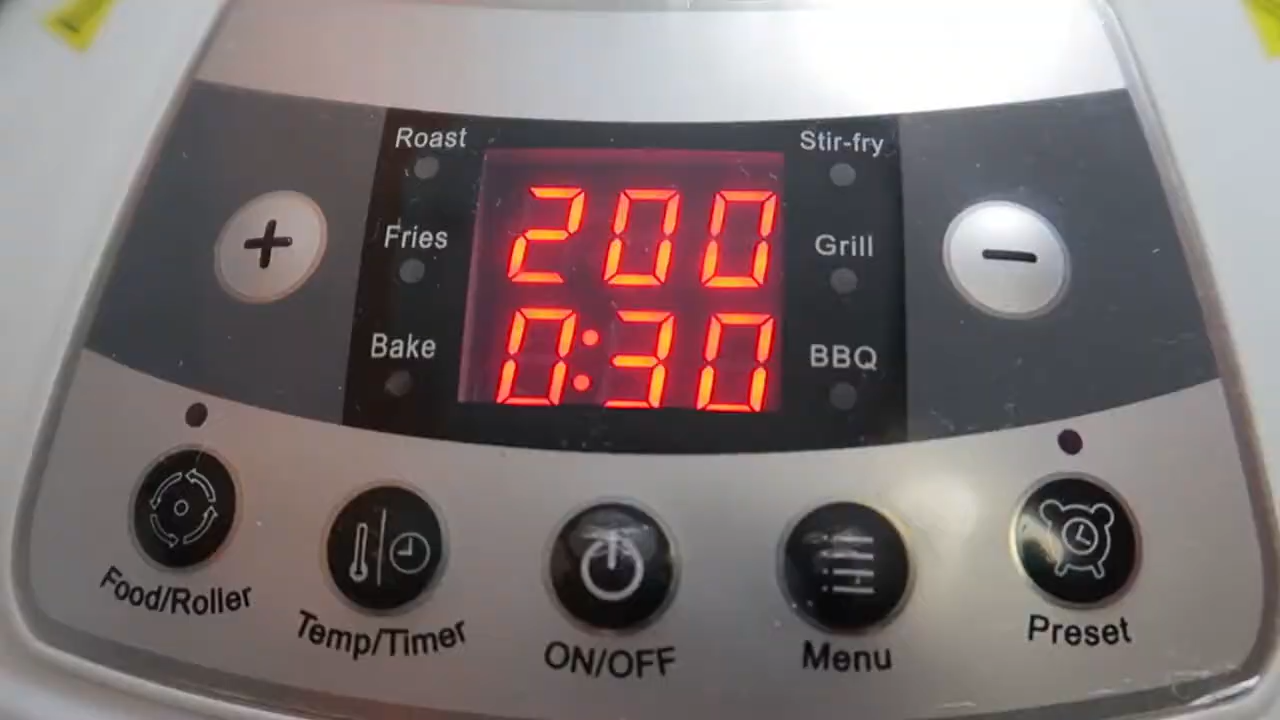 Roast
Stir-fry
200
Fries
Grill
0:30
Bake
BBQ
+
-
Food/Roller
Temp/Timer
ON/OFF
Menu
Preset